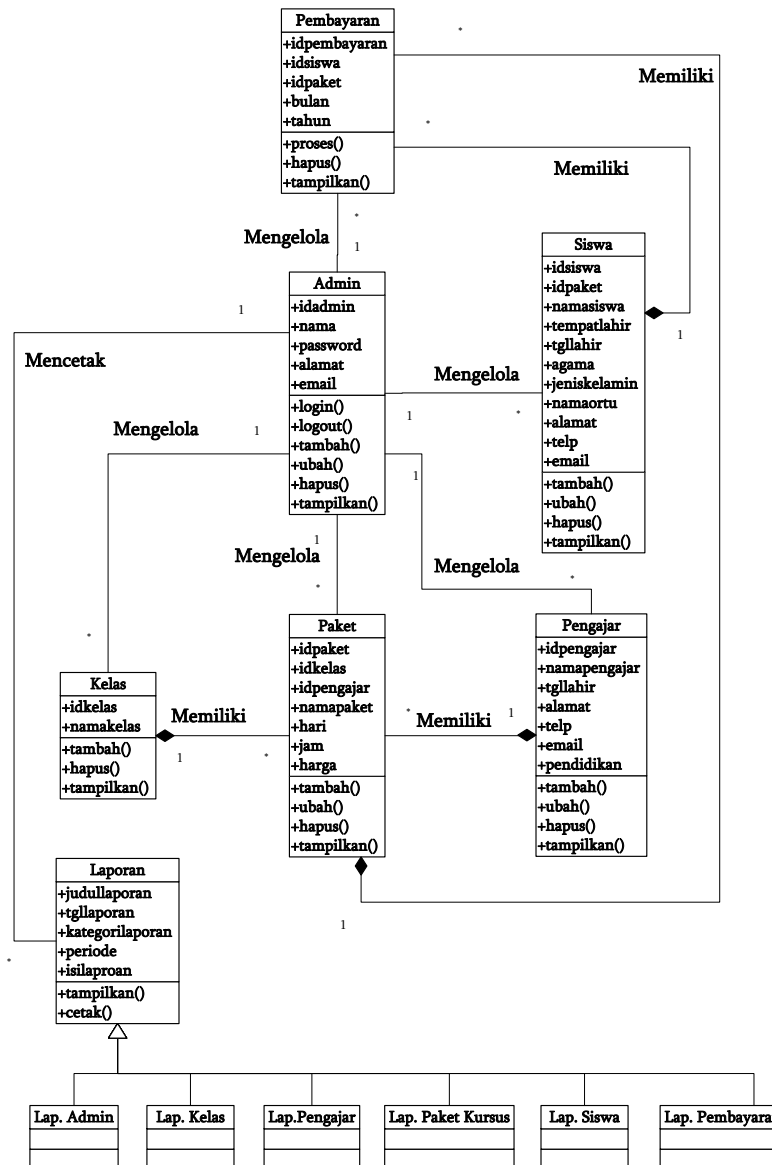 Pembayaran
+idpembayaran
+idsiswa
+idpaket
+bulan
+tahun
+proses()
+hapus()
+tampilkan()
*
Memiliki
*
Memiliki
*
Mengelola
1
Siswa
+idsiswa
+idpaket
+namasiswa
+tempatlahir
+tgllahir
+agama
+jeniskelamin
+namaortu
+alamat
+telp
+email
+tambah()
+ubah()
+hapus()
+tampilkan()
1
Admin
+idadmin
+nama
+password
+alamat
+email
+login()
+logout()
+tambah()
+ubah()
+hapus()
+tampilkan()
1
Mencetak
Mengelola
1
*
Mengelola
1
1
Mengelola
*
1
Mengelola
*
*
Paket
+idpaket
+idkelas
+idpengajar
+namapaket
+hari
+jam
+harga
+tambah()
+ubah()
+hapus()
+tampilkan()
Pengajar
+idpengajar
+namapengajar
+tgllahir
+alamat
+telp
+email
+pendidikan
+tambah()
+ubah()
+hapus()
+tampilkan()
Kelas
+idkelas
+namakelas
+tambah()
+hapus()
+tampilkan()
Memiliki
1
*
*
Memiliki
1
1
Laporan
+judullaporan
+tgllaporan
+kategorilaporan
+periode
+isilaproan
+tampilkan()
+cetak()
*
Lap. Admin
Lap. Kelas
Lap.Pengajar
Lap. Paket Kursus
Lap. Siswa
Lap. Pembayara